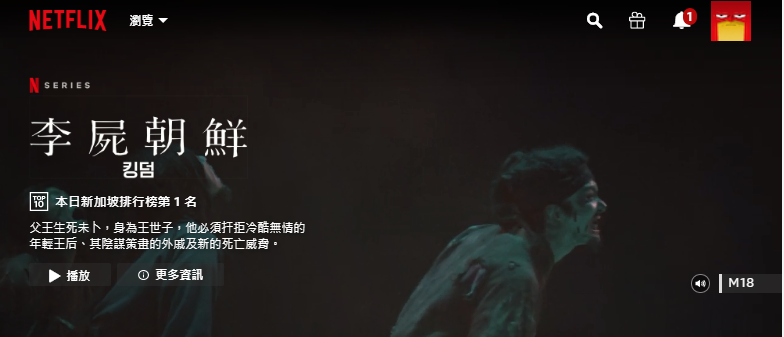 NETFLIX
瀏覽
1
N SERIES
李屍朝鮮
킹덤
TOP 10 本日新加坡排行榜第 1 名
父王生死未卜，身為王世子，他必須扞拒冷酷無情的
年輕王后、其陰謀策畫的外戚及新的死亡威脅。
播放
更多資訊
M18